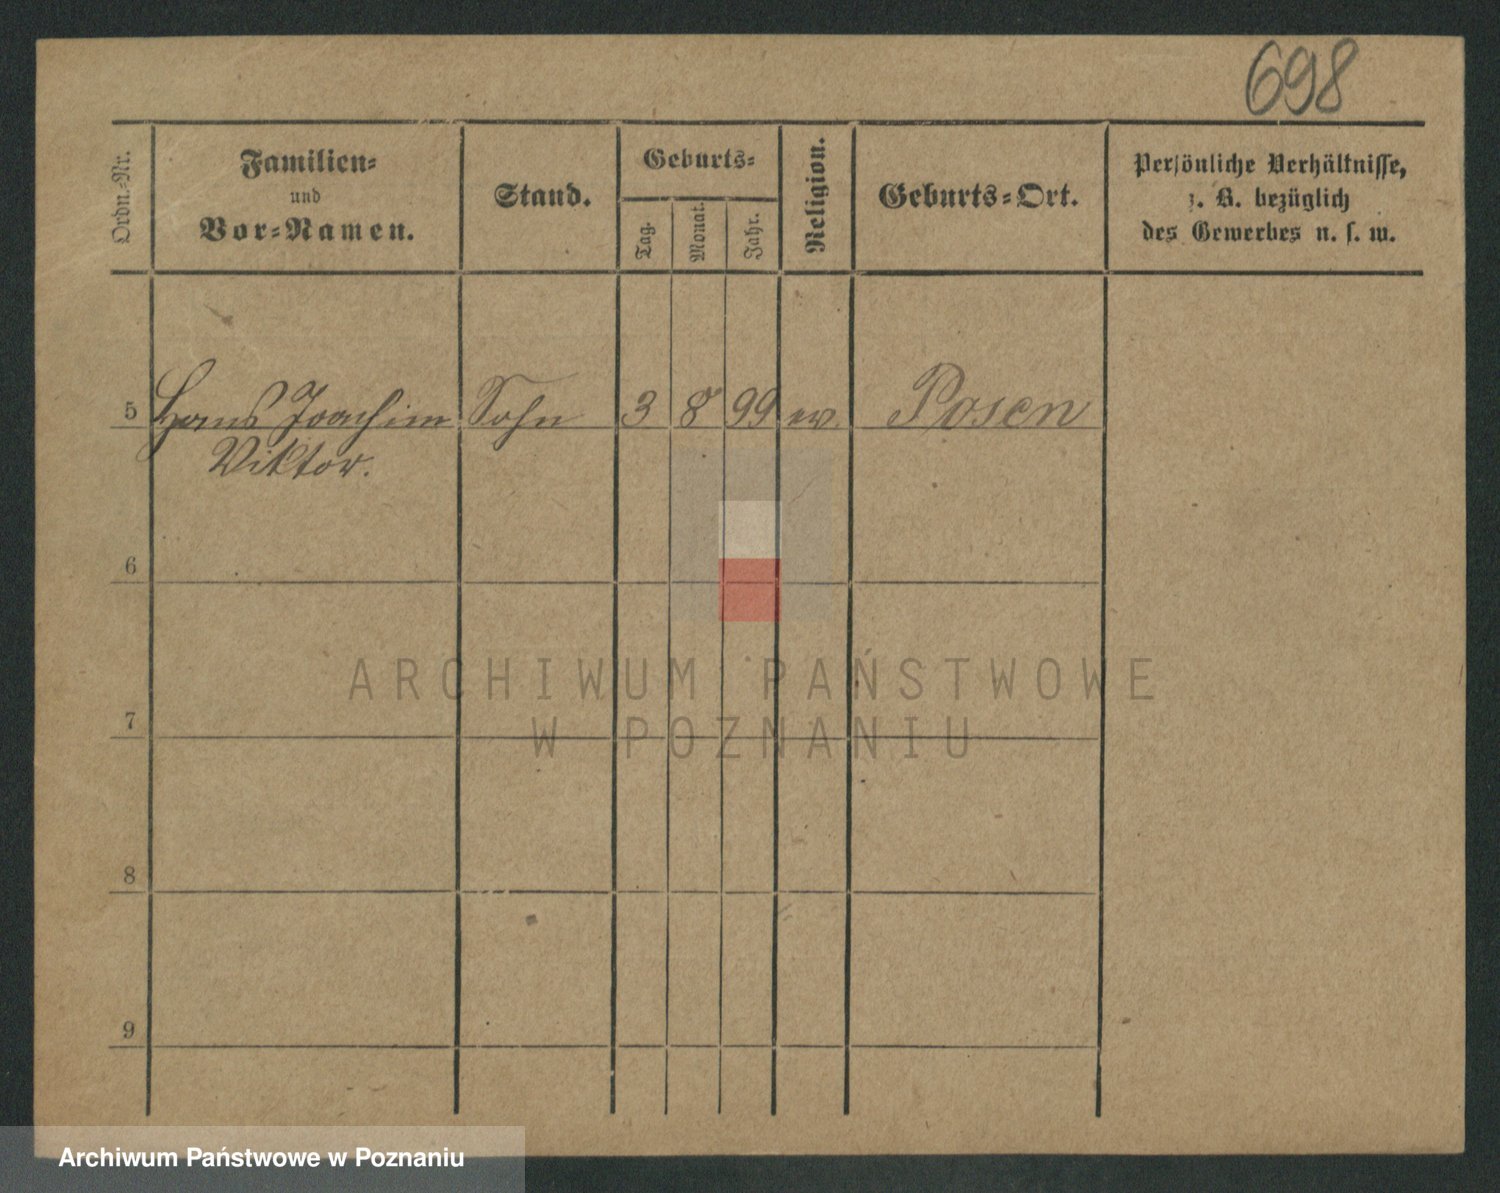 698
Ordn.-Nr.
Familien-
und
Vor-Namen.
Stand.
Geburts-
Tag.
Monat.
Jahr.
Religion.
Geburts-Ort.
Persönliche Verhältnisse,
z. B. bezüglich
des Gewerbes u. s. w.
5 Hans Joachim Sohn 3 8 99 ev. Posen
Viktor.
6
ARCHIWUM PAŃSTWOWE
7
W POZNANIU
8
9
Archiwum Państwowe w Poznaniu